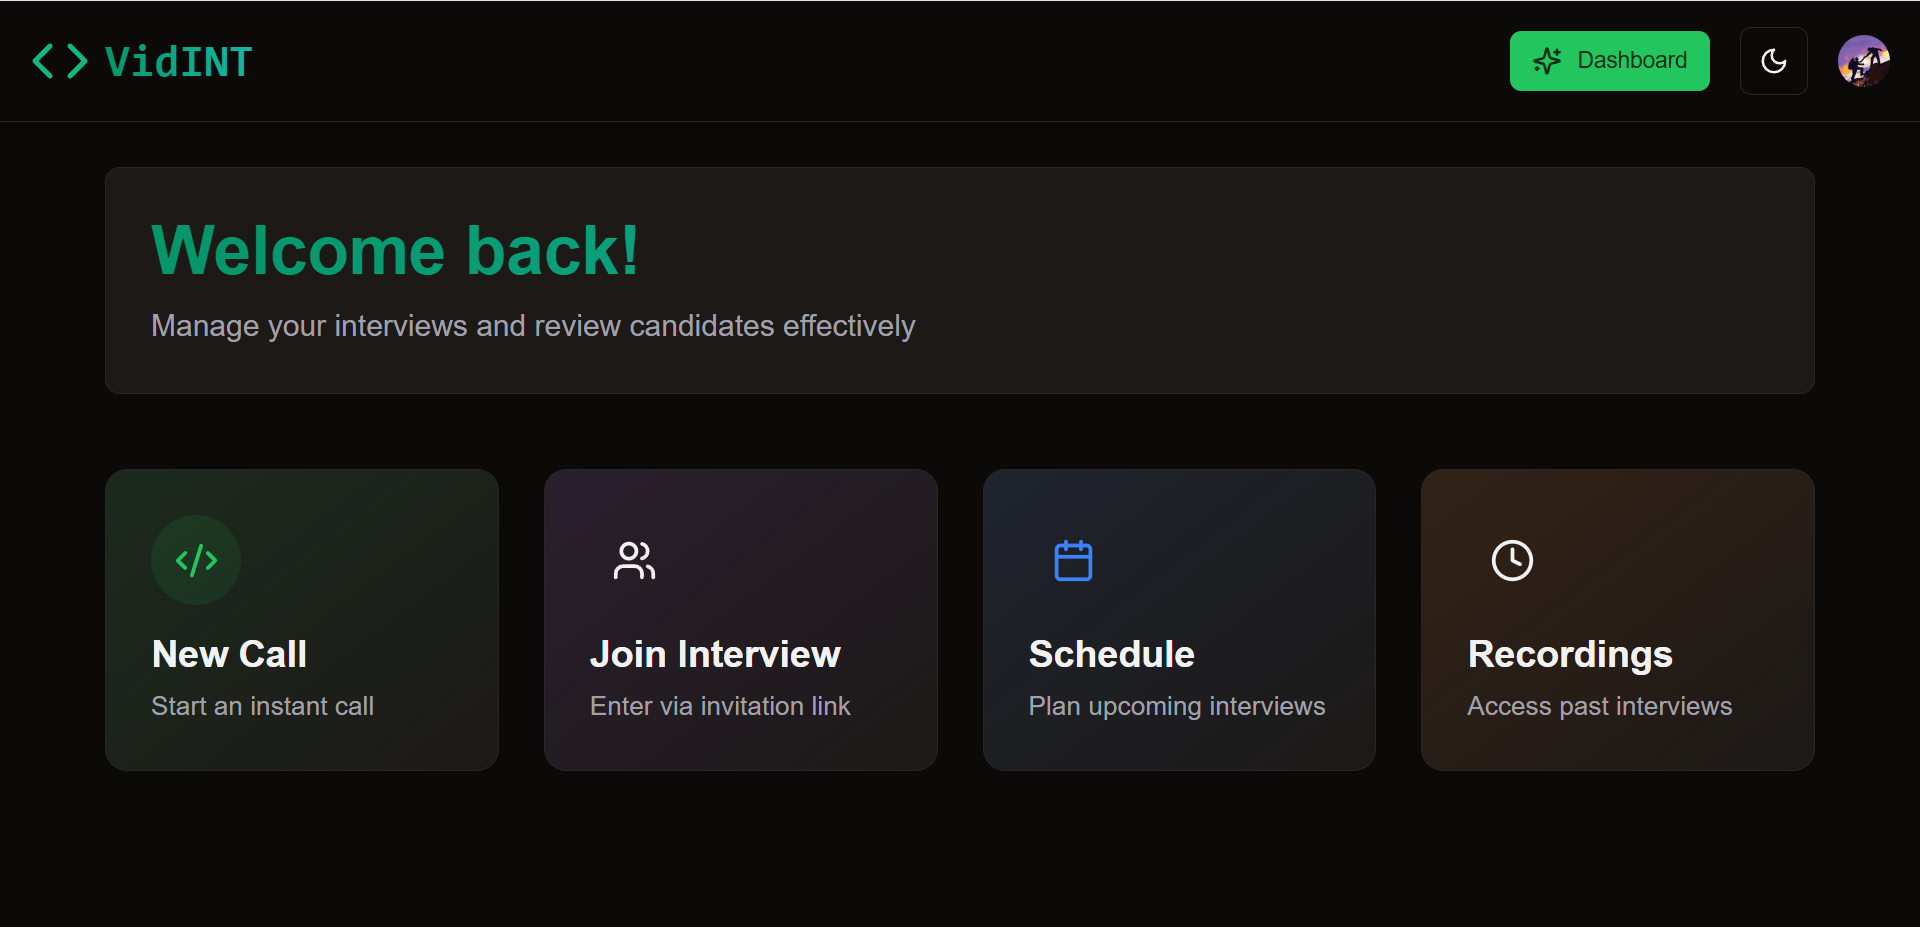 VidINT
Dashboard
Welcome back!
Manage your interviews and review candidates effectively
New Call
Start an instant call
Join Interview
Enter via invitation link
Schedule
Plan upcoming interviews
Recordings
Access past interviews